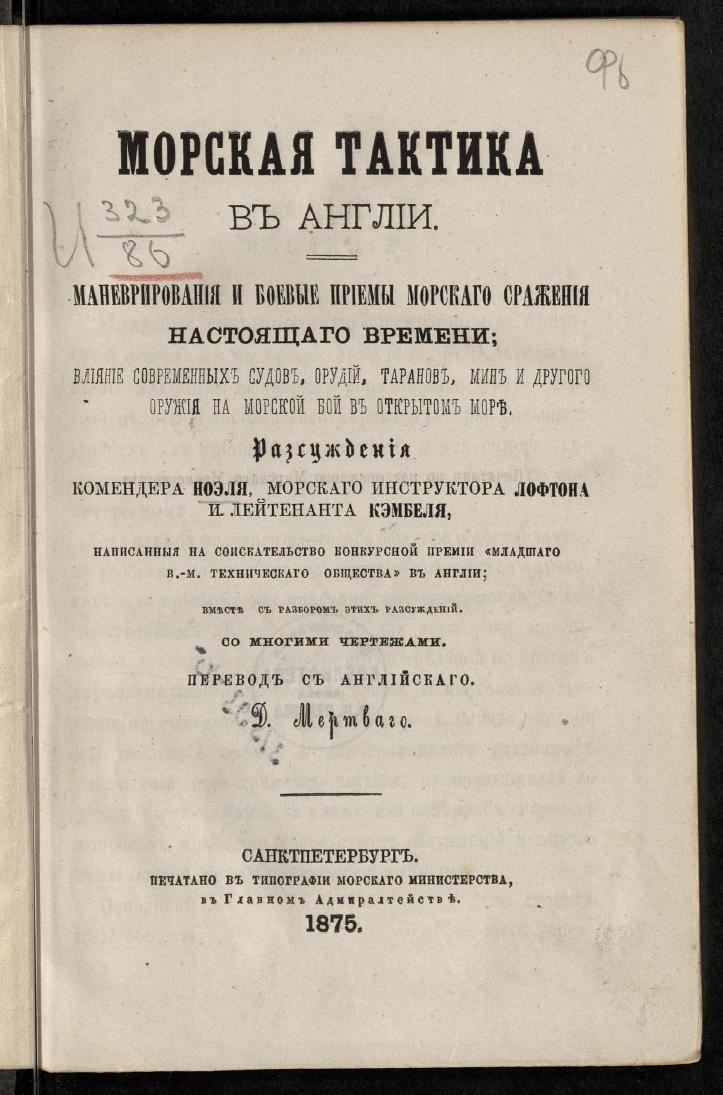 96
МОРСКАЯ ТАКТИКА
ВЪ АНГЛІИ.
И 323
86
МАНЕВРИРОВАНІЯ И БОЕВЫЕ ПРІЕМЫ МОРСКАГО СРАЖЕНІЯ
НАСТОЯЩАГО ВРЕМЕНИ;
ВЛІЯНІЕ СОВРЕМЕННЫХЪ СУДОВЪ, ОРУДІЙ, ТАРАНОВЪ, МИНЪ И ДРУГОГО
ОРУЖІЯ НА МОРСКОЙ БОЙ ВЪ ОТКРЫТОМЪ МОРѢ.
Разсужденія
КОМЕНДЕРА НОЭЛЯ, МОРСКАГО ИНСТРУКТОРА ЛОФТОНА
И ЛЕЙТЕНАНТА КЭМБЕЛЯ,
НАПИСАННЫЯ НА СОИСКАТЕЛЬСТВО КОНКУРСНОЙ ПРЕМІИ «МЛАДШАГО
В.-М. ТЕХНИЧЕСКАГО ОБЩЕСТВА» ВЪ АНГЛІИ;
ВМѢСТѢ СЪ РАЗБОРОМЪ ЭТИХЪ РАЗСУЖДЕНІЙ.
СО МНОГИМИ ЧЕРТЕЖАМИ.
ПЕРЕВОДЪ СЪ АНГЛІЙСКАГО.
Д. Мертваго.
САНКТПЕТЕРБУРГЪ.
ПЕЧАТАНО ВЪ ТИПОГРАФІИ МОРСКАГО МИНИСТЕРСТВА,
въ Главномъ Адмиралтействѣ.
1875.